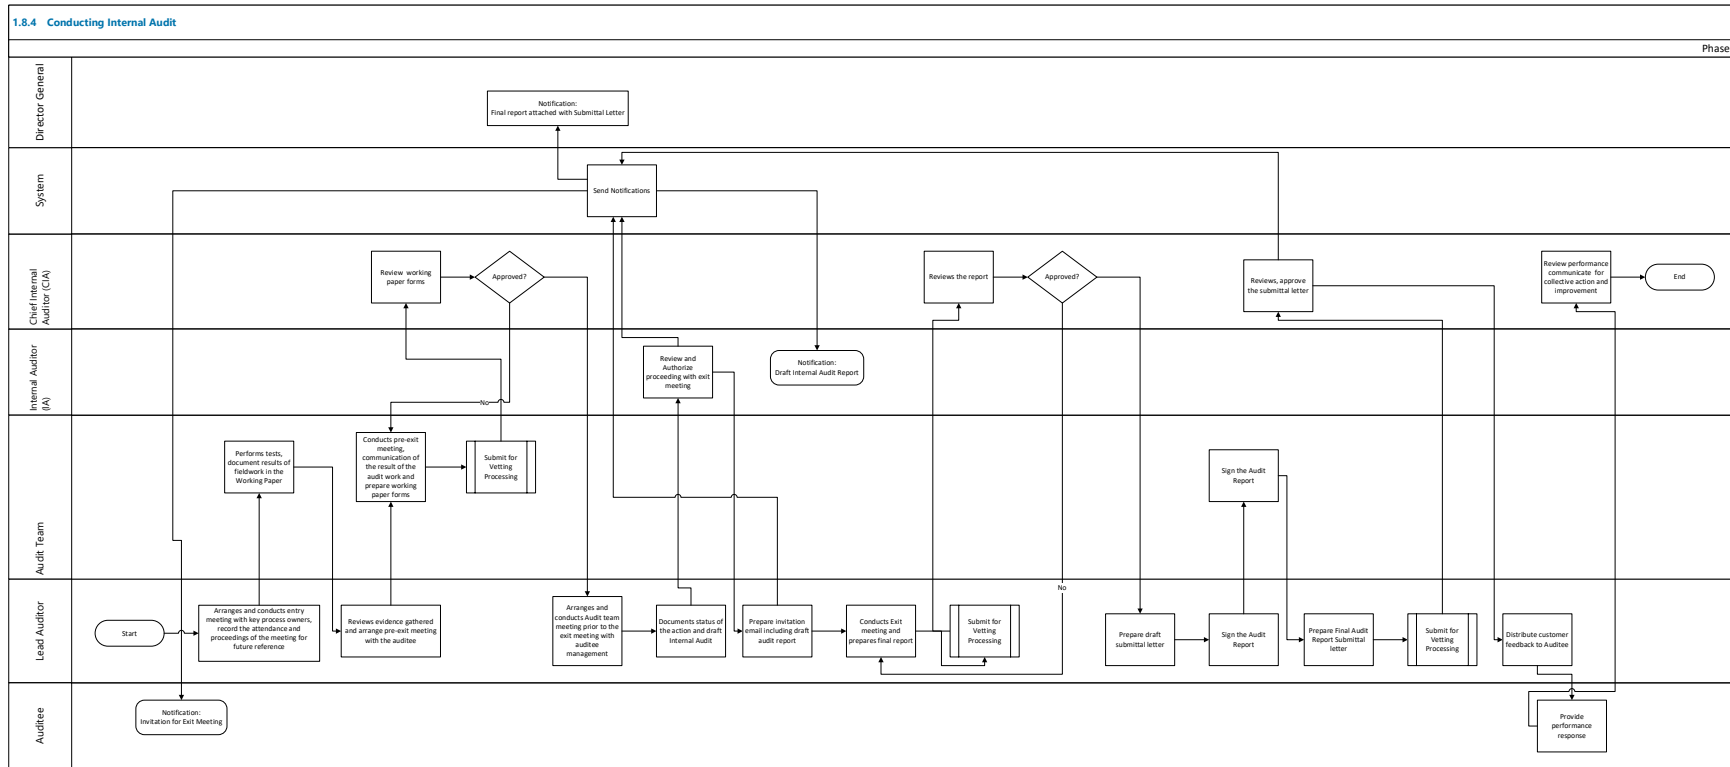 1.8.4 Conducting Internal Audit
Phase
Director General
Notification:
Final report attached with Submittal Letter
System
Send Notifications
Chief Internal
Auditor (CIA)
Review working
paper forms
Approved?
Reviews the report
Approved?
Reviews, approve
the submittal letter
Review performance
communicate for
collective action and
improvement
End
Internal Auditor
(IA)
No
Review and
Authorize
proceeding with exit
meeting
Notification:
Draft Internal Audit Report
Audit Team
Performs tests,
document results of
fieldwork in the
Working Paper
Conducts pre-exit
meeting,
communication of
the result of the
audit work and
prepare working
paper forms
Submit for
Vetting
Processing
Sign the Audit
Report
Lead Auditor
Start
Arranges and conducts entry
meeting with key process owners,
record the attendance and
proceedings of the meeting for
future reference
Reviews evidence gathered
and arrange pre-exit meeting
with the auditee
Arranges and
conducts Audit team
meeting prior to the
exit meeting with
auditee
management
Documents status of
the action and draft
Internal Audit
Prepare invitation
email including draft
audit report
Conducts Exit
meeting and
prepares final report
Submit for
Vetting
Processing
No
Prepare draft
submittal letter
Sign the Audit
Report
Prepare Final Audit
Report Submittal
letter
Submit for
Vetting
Processing
Distribute customer
feedback to Auditee
Auditee
Notification:
Invitation for Exit Meeting
Provide
performance
response